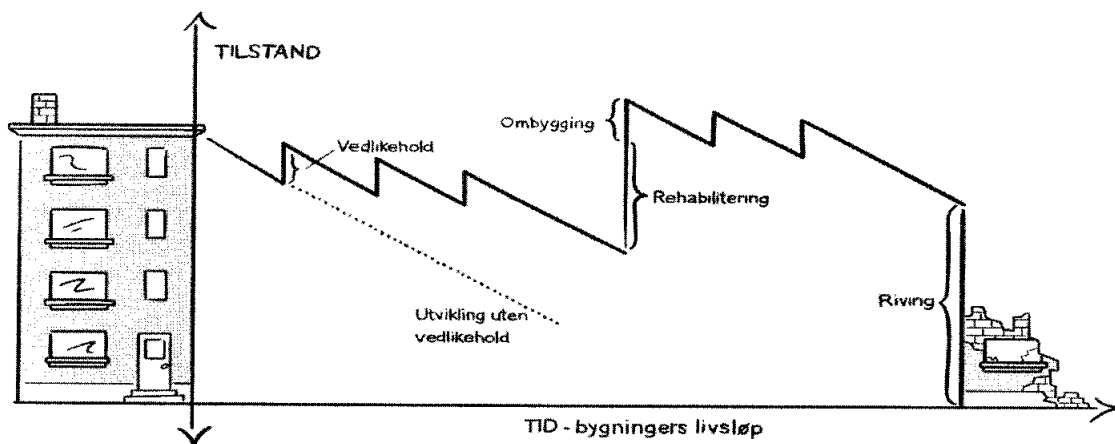 TILSTAND
Vedlikehold
Ombygging
Rehabilitering
Utvikling uten
vedlikehold
Riving
TID - bygningers livsløp